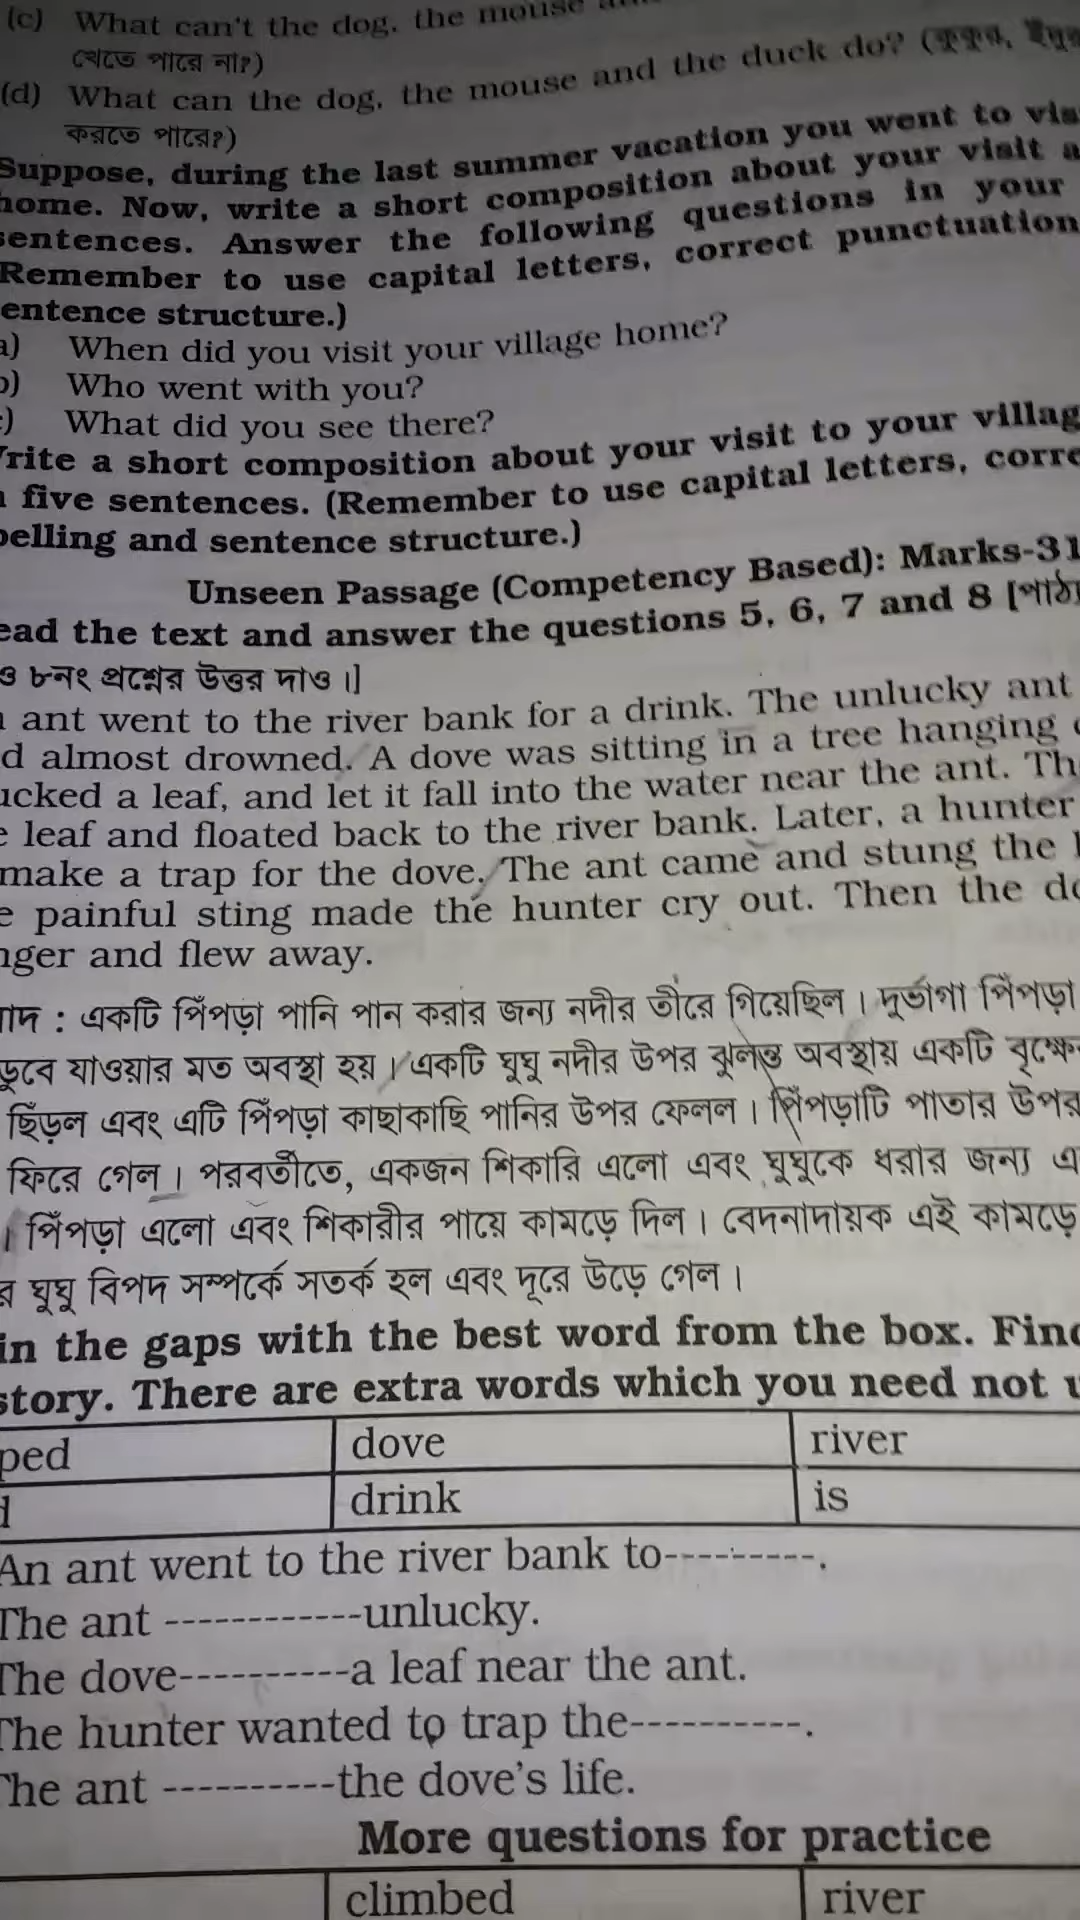 (c) What can't the dog, the mouse
খেতে পারে না?)
(d) What can the dog, the mouse and the duck do? (কুকুর,
করতে পারে?)
Suppose, during the last summer vacation you went to
home. Now, write a short composition about your visit
sentences. Answer the following questions in your
Remember to use capital letters, correct punctuation
entence structure.)
a) When did you visit your village home?
b) Who went with you?
c) What did you see there?
rite a short composition about your visit to your villag
five sentences. (Remember to use capital letters, corre
pelling and sentence structure.)
Unseen Passage (Competency Based): Marks-31
ead the text and answer the questions 5, 6, 7 and 8 [পাঠ্য
ও ৮নং প্রশ্নের উত্তর দাও।]
ant went to the river bank for a drink. The unlucky ant
d almost drowned. A dove was sitting in a tree hanging
ucked a leaf, and let it fall into the water near the ant. Th
e leaf and floated back to the river bank. Later, a hunter
make a trap for the dove. The ant came and stung the
e painful sting made the hunter cry out. Then the do
nger and flew away.
াদ : একটি পিঁপড়া পানি পান করার জন্য নদীর তীরে গিয়েছিল। দুর্ভাগা পিঁপড়া
ডুবে যাওয়ার মত অবস্থা হয়। একটি ঘুঘু নদীর উপর ঝুলন্ত অবস্থায় একটি বৃক্ষে
ছিঁড়ল এবং এটি পিঁপড়া কাছাকাছি পানির উপর ফেলল। পিঁপড়াটি পাতার উপর
ফিরে গেল। পরবর্তীতে, একজন শিকারি এলো এবং ঘুঘুকে ধরার জন্য এ
। পিঁপড়া এলো এবং শিকারীর পায়ে কামড়ে দিল। বেদনাদায়ক এই কামড়ে
র ঘুঘু বিপদ সম্পর্কে সতর্ক হল এবং দূরে উড়ে গেল।
in the gaps with the best word from the box. Find
story. There are extra words which you need not u
ped dove river
d drink is
An ant went to the river bank to---------.
The ant ------------unlucky.
The dove----------a leaf near the ant.
The hunter wanted to trap the----------.
The ant ----------the dove's life.
More questions for practice
climbed river